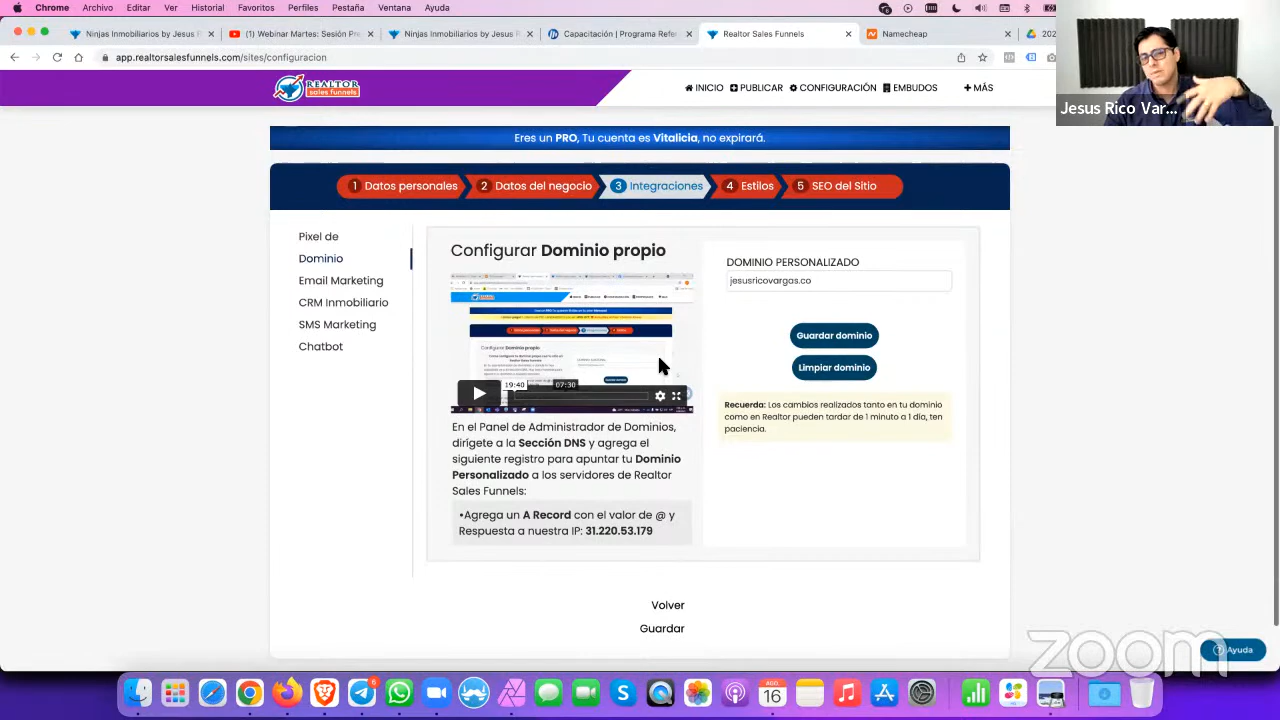 Chrome Archivo Editar Ver Historial Favoritos Perfiles Pestaña Ventana Ayuda
Ninjas Inmobiliarios by Jesus E (1) Webinar Martes: Sesión Pre Ninjas Inmobiliarios by Jesus R Capacitación | Programa Refer Realtor Sales Funnels Namecheap 202
app.realtorsalesfunnels.com/sites/configuracion
REALTOR
sales funnels
INICIO PUBLICAR CONFIGURACIÓN EMBUDOS MÁS
Jesus Rico Var...
Eres un PRO, Tu cuenta es Vitalicia, no expirará.
1 Datos personales 2 Datos del negocio 3 Integraciones 4 Estilos 5 SEO del Sitio
Pixel de
Dominio
Email Marketing
CRM Inmobiliario
SMS Marketing
Chatbot
Configurar Dominio propio
Configurar Dominio propio
19:40 07:30
En el Panel de Administrador de Dominios,
dirígete a la Sección DNS y agrega el
siguiente registro para apuntar tu Dominio
Personalizado a los servidores de Realtor
Sales Funnels:
•Agrega un A Record con el valor de @ y
Respuesta a nuestra IP: 31.220.53.179
DOMINIO PERSONALIZADO
jesusricovargas.co
Guardar dominio
Limpiar dominio
Recuerda: Los cambios realizados tanto en tu dominio
como en Realtor pueden tardar de 1 minuto a 1 día, ten
paciencia.
Volver
Guardar
zoom
Ayuda
6
AGO
16